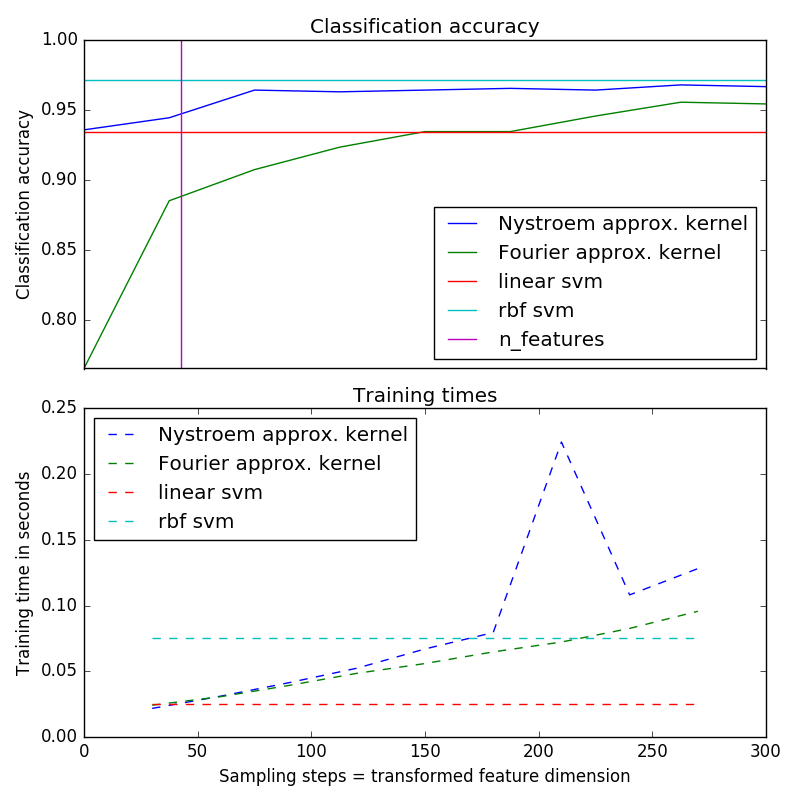 Classification accuracy
1.00
0.95
0.90
0.85
0.80
Classification accuracy
Nystroem approx. kernel
Fourier approx. kernel
linear svm
rbf svm
n_features
Training times
0.25
0.20
0.15
0.10
0.05
0.00
Training time in seconds
Nystroem approx. kernel
Fourier approx. kernel
linear svm
rbf svm
0 50 100 150 200 250 300
Sampling steps = transformed feature dimension